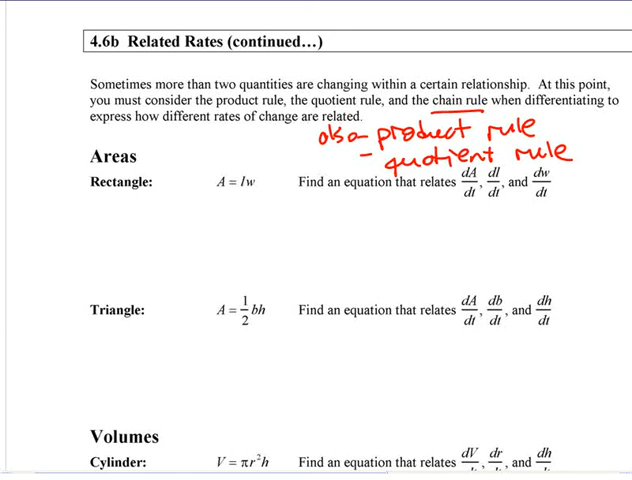 4.6b Related Rates (continued…)
Sometimes more than two quantities are changing within a certain relationship. At this point,
you must consider the product rule, the quotient rule, and the chain rule when differentiating to
express how different rates of change are related.
also - product rule
- quotient rule
Areas
Rectangle: A = lw Find an equation that relates dA/dt, dl/dt, and dw/dt
Triangle: A = 1/2 bh Find an equation that relates dA/dt, db/dt, and dh/dt
Volumes
Cylinder: V = πr²h Find an equation that relates dV, dr, and dh